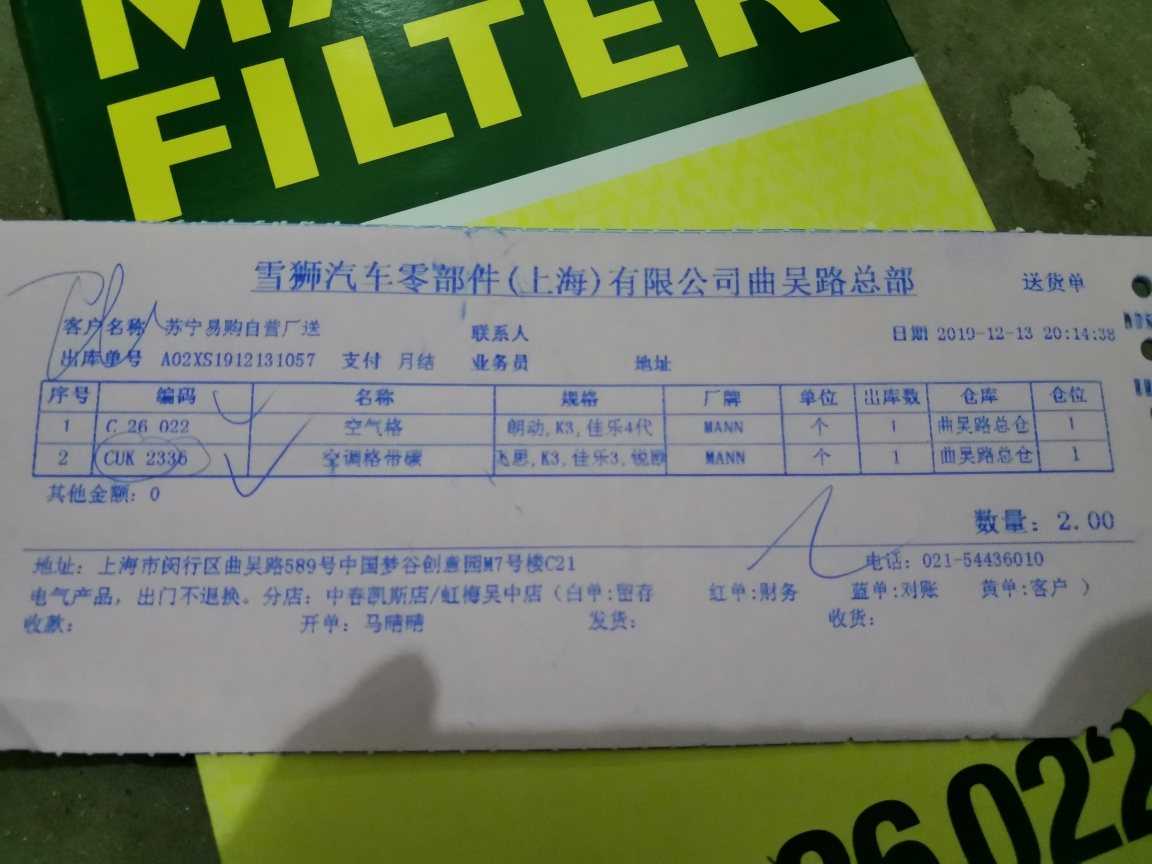 FILTER
雪狮汽车零部件(上海)有限公司曲吴路总部 送货单
客户名称 苏宁易购自营厂送 联系人 日期 2019-12-13 20:14:38
出库单号 A02XS1912131057 支付 月结 业务员 地址
序号 编码 名称 规格 厂牌 单位 出库数 仓库 仓位
1 C 26 022 空气格 朗动,K3,佳乐4代 MANN 个 1 曲吴路总仓 1
2 CUK 2336 空调格带碳 飞思,K3,佳乐3,锐欧 MANN 个 1 曲吴路总仓 1
其他金额: 0
数量: 2.00
地址: 上海市闵行区曲吴路589号中国梦谷创意园M7号楼C21 电话: 021-54436010
电气产品, 出门不退换。分店: 中春凯斯店/虹梅吴中店 (白单:留存 红单:财务 蓝单:对账 黄单:客户 )
收款: 开单: 马晴晴 发货: 收货:
26 022